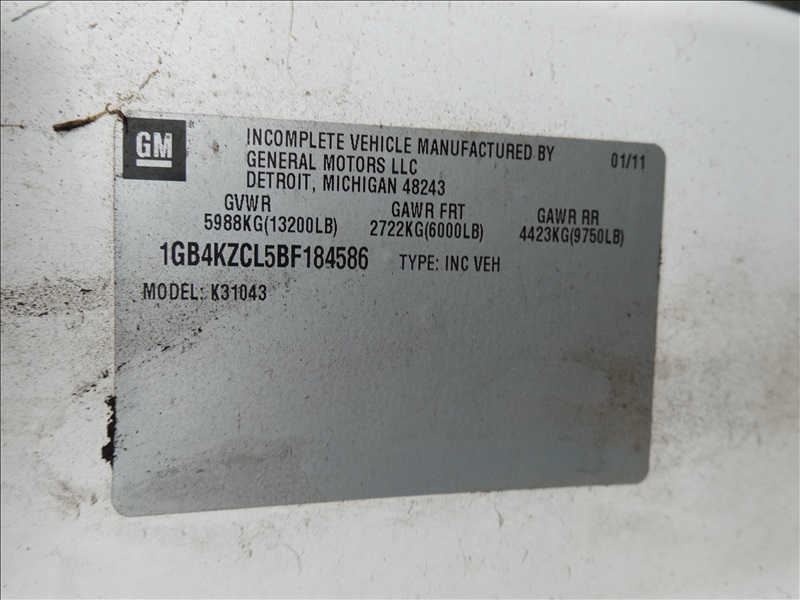 GM
INCOMPLETE VEHICLE MANUFACTURED BY 01/11
GENERAL MOTORS LLC
DETROIT, MICHIGAN 48243
GVWR GAWR FRT GAWR RR
5988KG(13200LB) 2722KG(6000LB) 4423KG(9750LB)
1GB4KZCL5BF184586 TYPE: INC VEH
MODEL: K31043